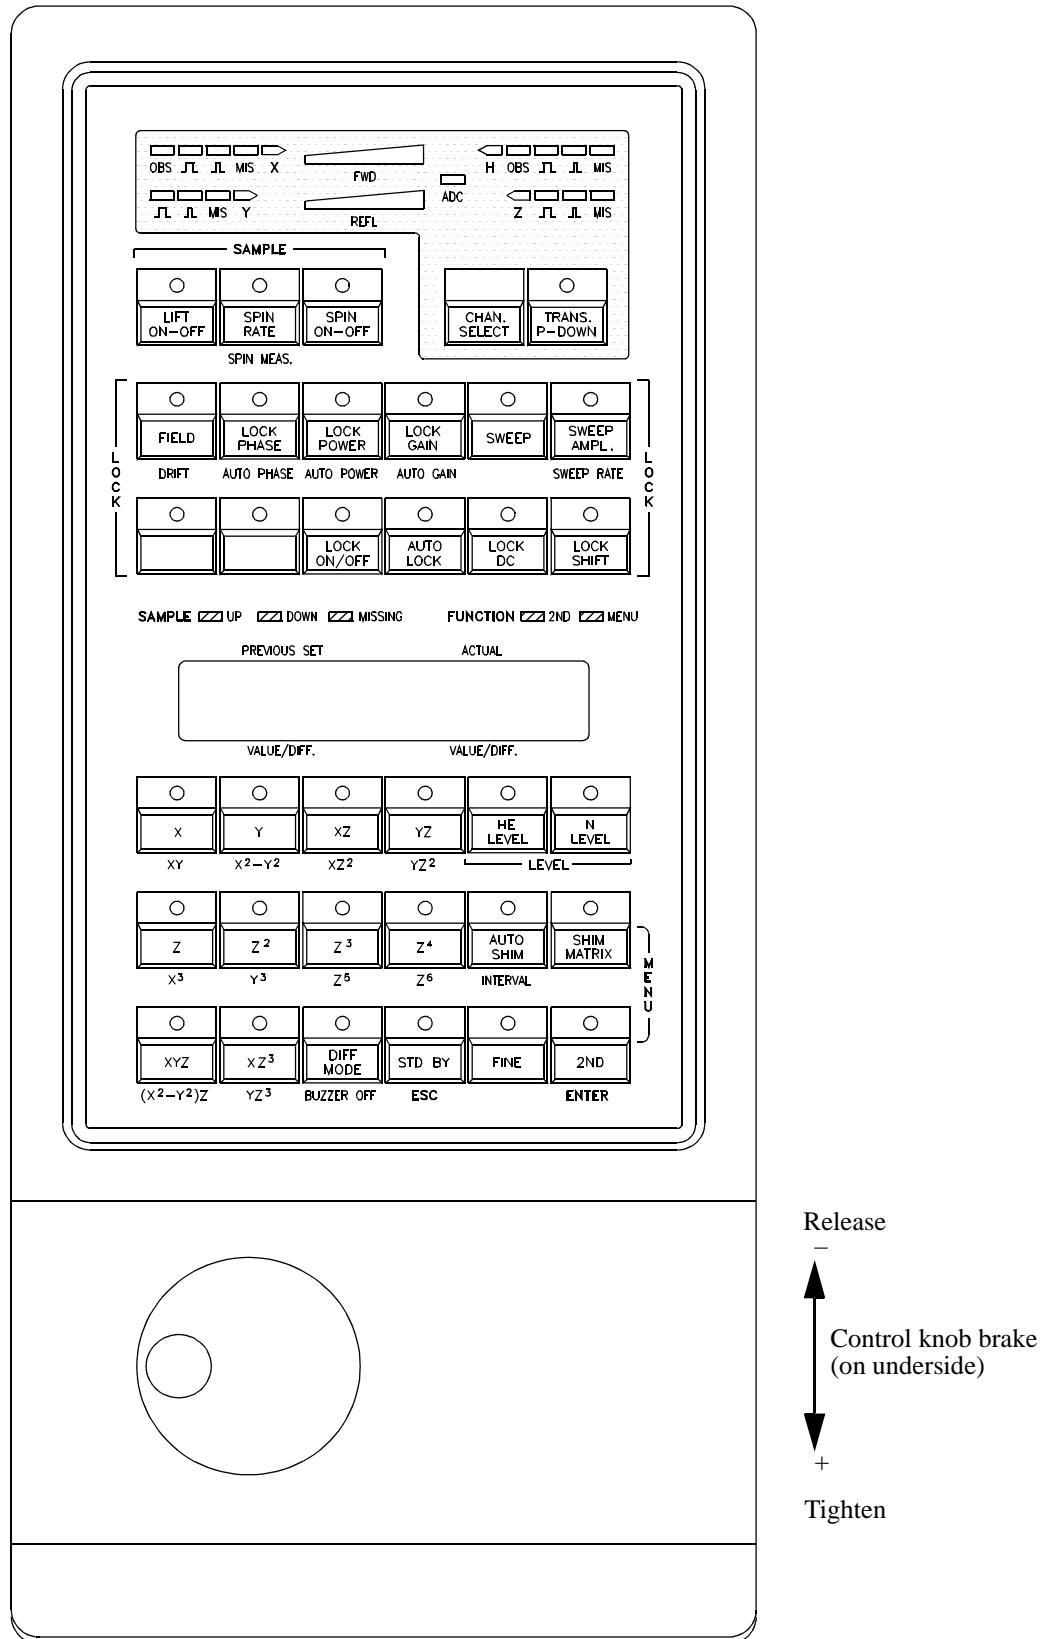 OBS MIS X FWD H OBS MIS
ADC
MIS Y REFL Z MIS
SAMPLE
LIFT ON-OFF SPIN RATE SPIN ON-OFF CHAN. SELECT TRANS. P-DOWN
SPIN MEAS.
LOCK
FIELD LOCK PHASE LOCK POWER LOCK GAIN SWEEP SWEEP AMPL.
LOCK
DRIFT AUTO PHASE AUTO POWER AUTO GAIN SWEEP RATE
LOCK ON/OFF AUTO LOCK LOCK DC LOCK SHIFT
SAMPLE UP DOWN MISSING FUNCTION 2ND MENU
PREVIOUS SET ACTUAL
VALUE/DIFF. VALUE/DIFF.
X Y XZ YZ HE LEVEL N LEVEL
XY X²-Y² XZ² YZ² LEVEL
Z Z² Z³ Z⁴ AUTO SHIM SHIM MATRIX
X³ Y³ Z⁵ Z⁶ INTERVAL
MENU
XYZ XZ³ DIFF MODE STD BY FINE 2ND
(X²-Y²)Z YZ³ BUZZER OFF ESC ENTER
Release
–
Control knob brake
(on underside)
+
Tighten